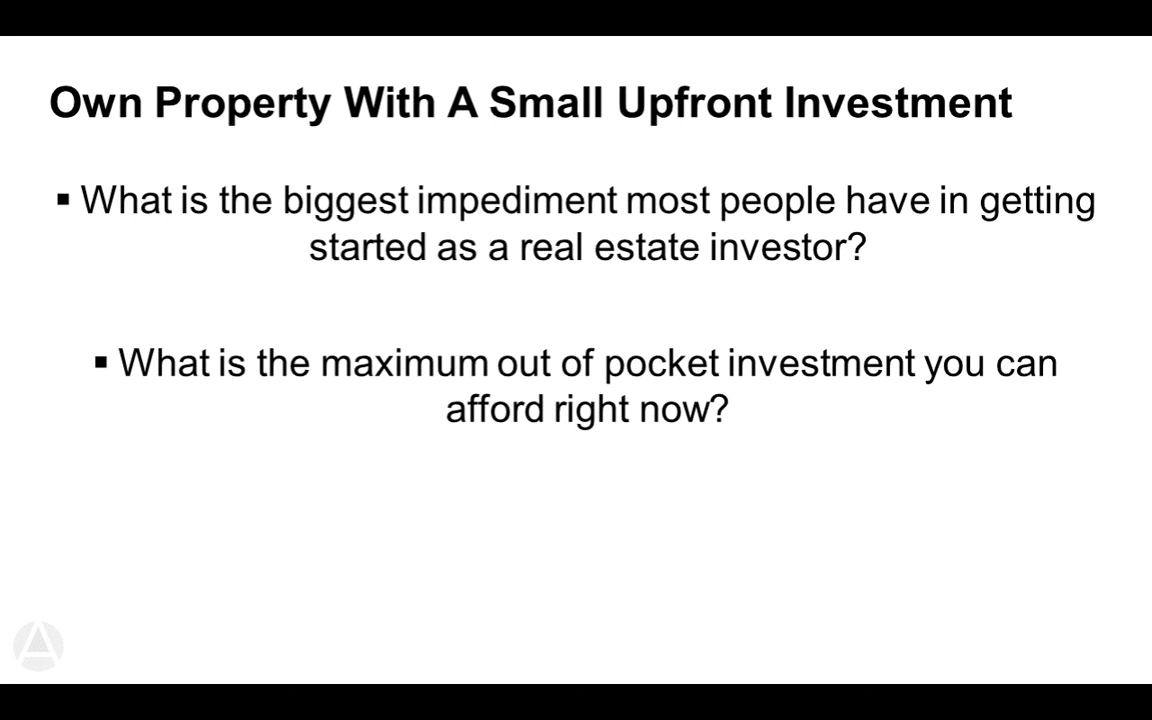 Own Property With A Small Upfront Investment
▪ What is the biggest impediment most people have in getting
started as a real estate investor?
▪ What is the maximum out of pocket investment you can
afford right now?